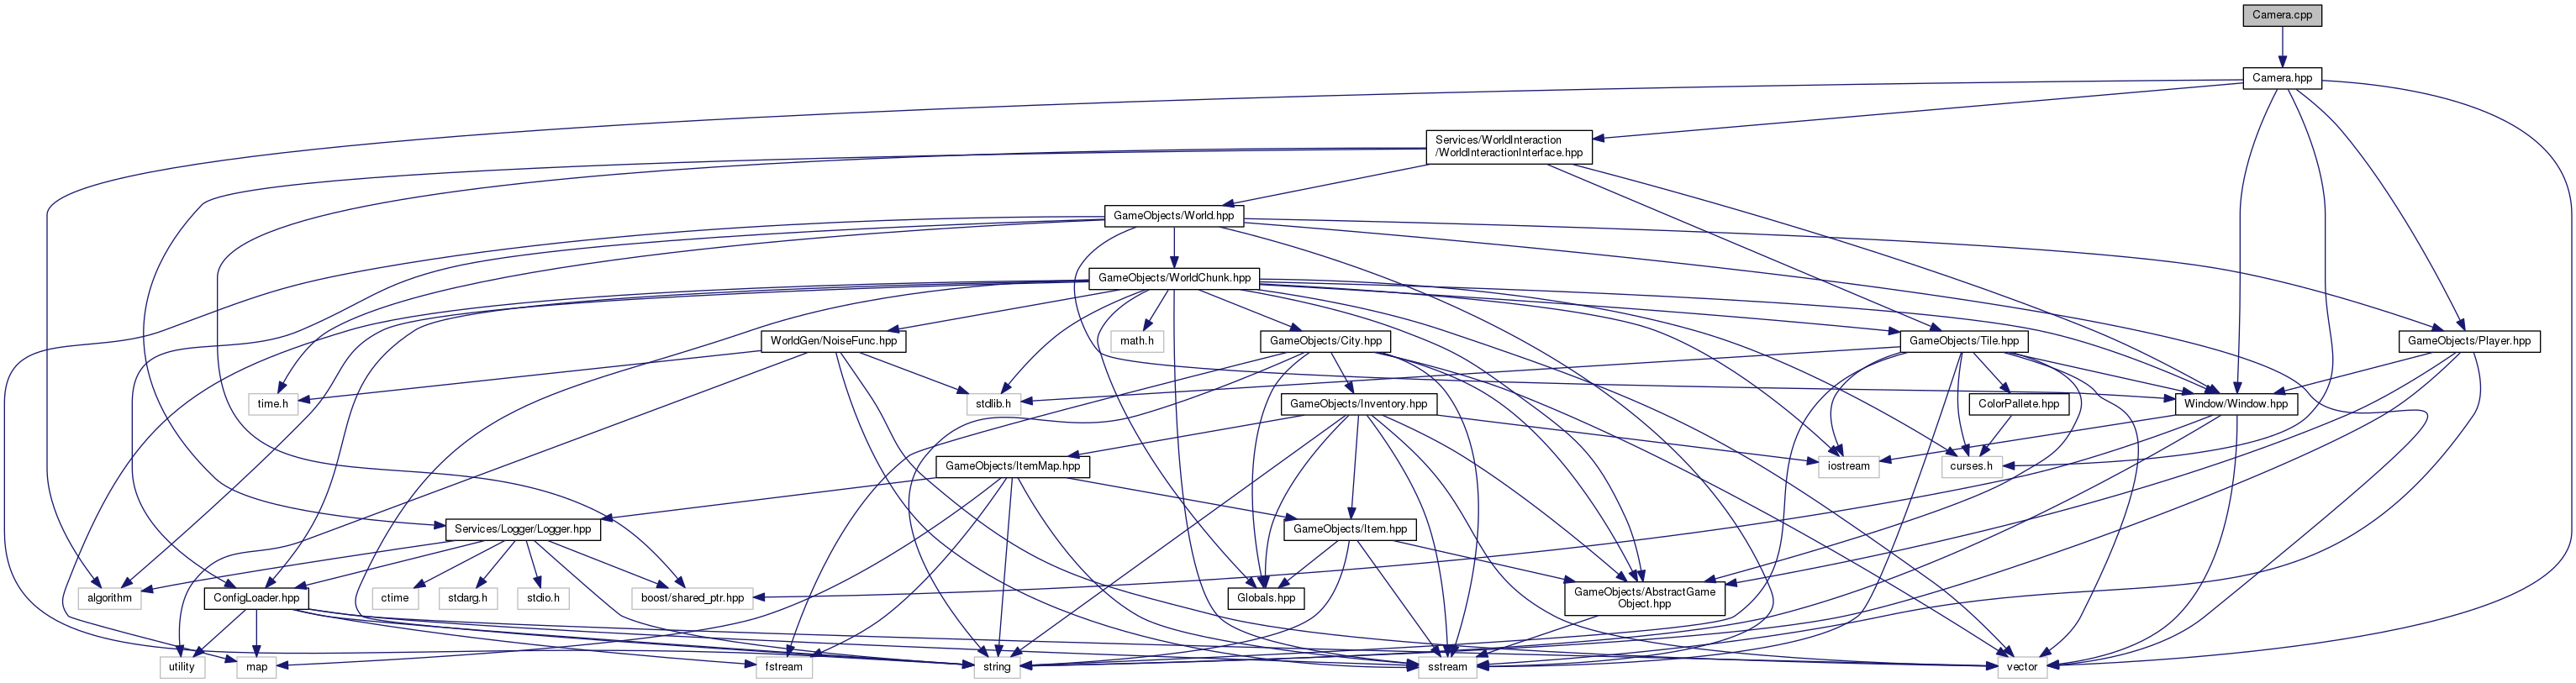 Camera.cpp
Camera.hpp
Services/WorldInteraction
/WorldInteractionInterface.hpp
GameObjects/World.hpp
GameObjects/WorldChunk.hpp
WorldGen/NoiseFunc.hpp
math.h
GameObjects/City.hpp
GameObjects/Tile.hpp
GameObjects/Player.hpp
time.h
stdlib.h
GameObjects/Inventory.hpp
ColorPallete.hpp
Window/Window.hpp
GameObjects/ItemMap.hpp
iostream
curses.h
Services/Logger/Logger.hpp
GameObjects/Item.hpp
algorithm
ConfigLoader.hpp
ctime
stdarg.h
stdio.h
boost/shared_ptr.hpp
Globals.hpp
GameObjects/AbstractGame
Object.hpp
utility
map
fstream
string
sstream
vector